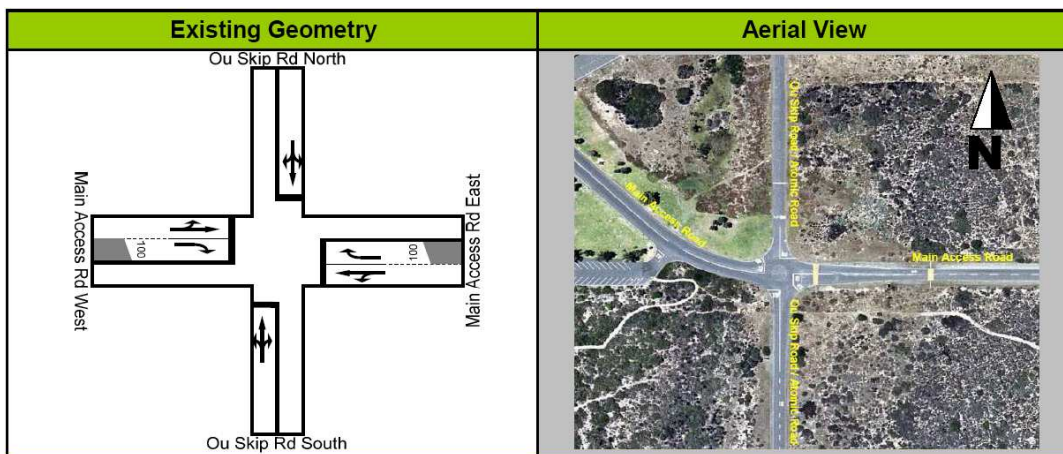 Existing Geometry
Aerial View
Ou Skip Rd North
Main Access Rd West
100
100
Main Access Rd East
Ou Skip Rd South
Ou Skip Road / Atomic Road
N
Main Access Road
Main Access Road
Ou Skip Road / Atomic Road